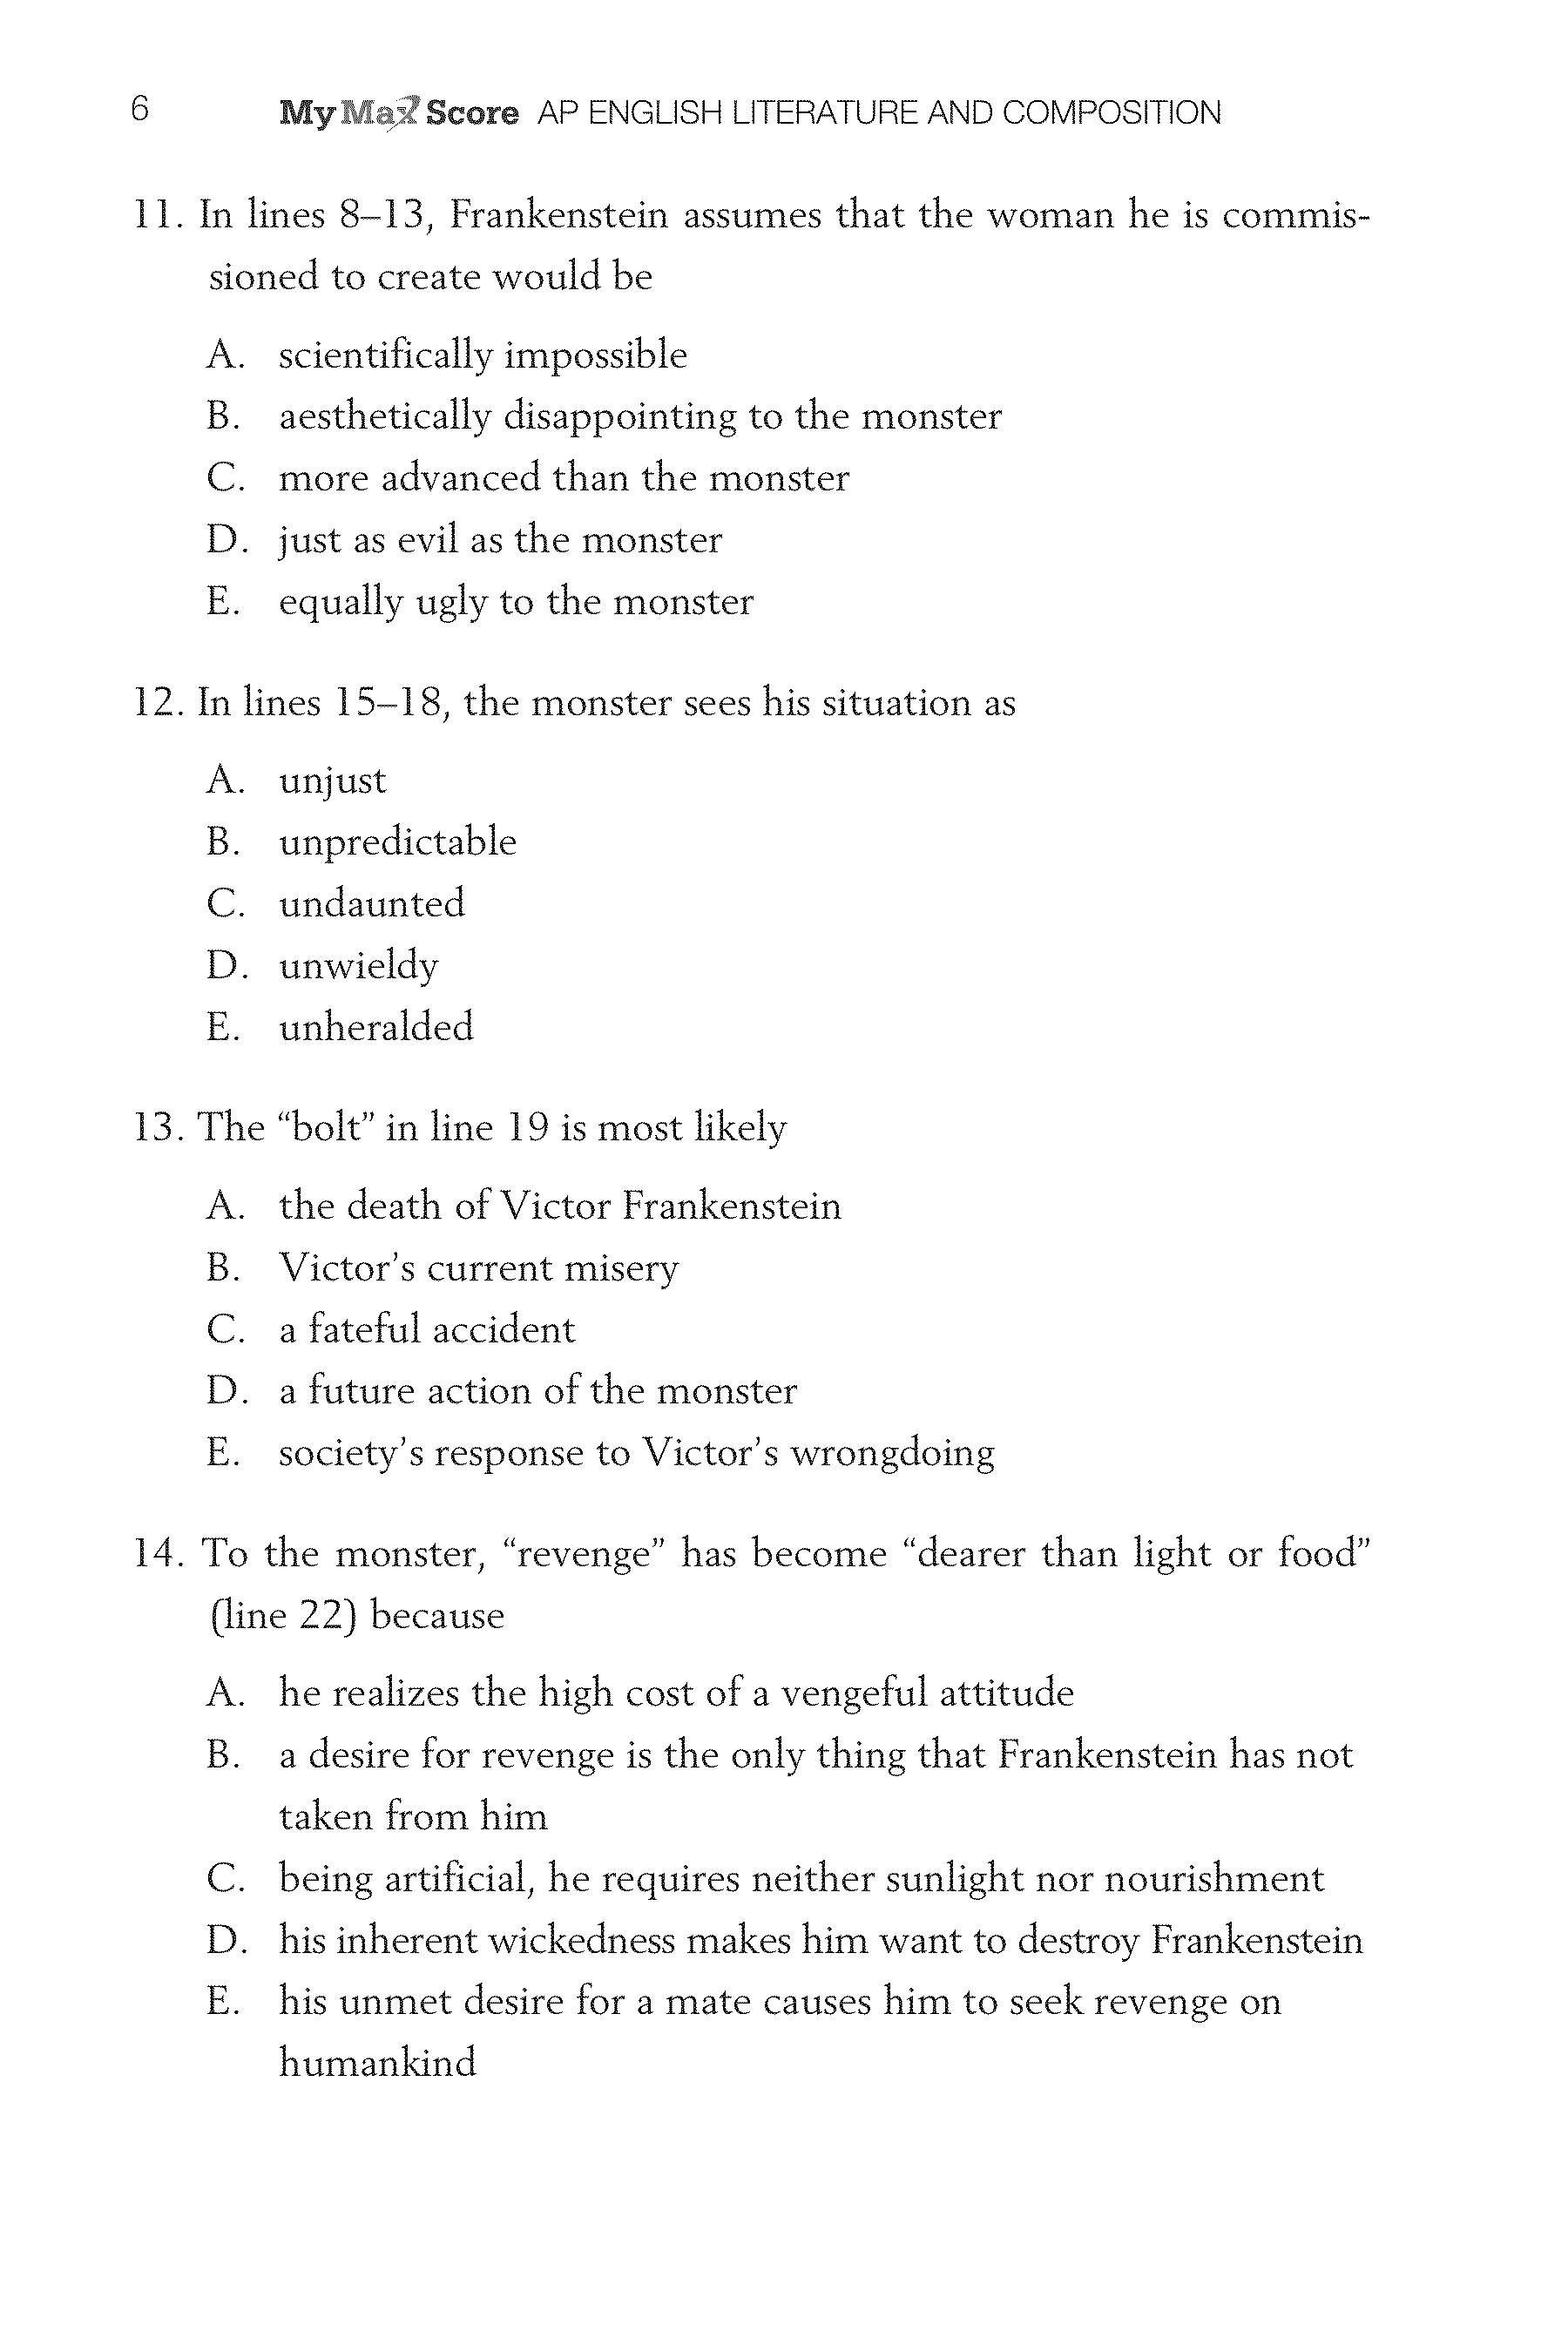 6 My Max Score AP ENGLISH LITERATURE AND COMPOSITION
11. In lines 8–13, Frankenstein assumes that the woman he is commis-
sioned to create would be
A. scientifically impossible
B. aesthetically disappointing to the monster
C. more advanced than the monster
D. just as evil as the monster
E. equally ugly to the monster
12. In lines 15–18, the monster sees his situation as
A. unjust
B. unpredictable
C. undaunted
D. unwieldy
E. unheralded
13. The “bolt” in line 19 is most likely
A. the death of Victor Frankenstein
B. Victor’s current misery
C. a fateful accident
D. a future action of the monster
E. society’s response to Victor’s wrongdoing
14. To the monster, “revenge” has become “dearer than light or food”
(line 22) because
A. he realizes the high cost of a vengeful attitude
B. a desire for revenge is the only thing that Frankenstein has not
taken from him
C. being artificial, he requires neither sunlight nor nourishment
D. his inherent wickedness makes him want to destroy Frankenstein
E. his unmet desire for a mate causes him to seek revenge on
humankind